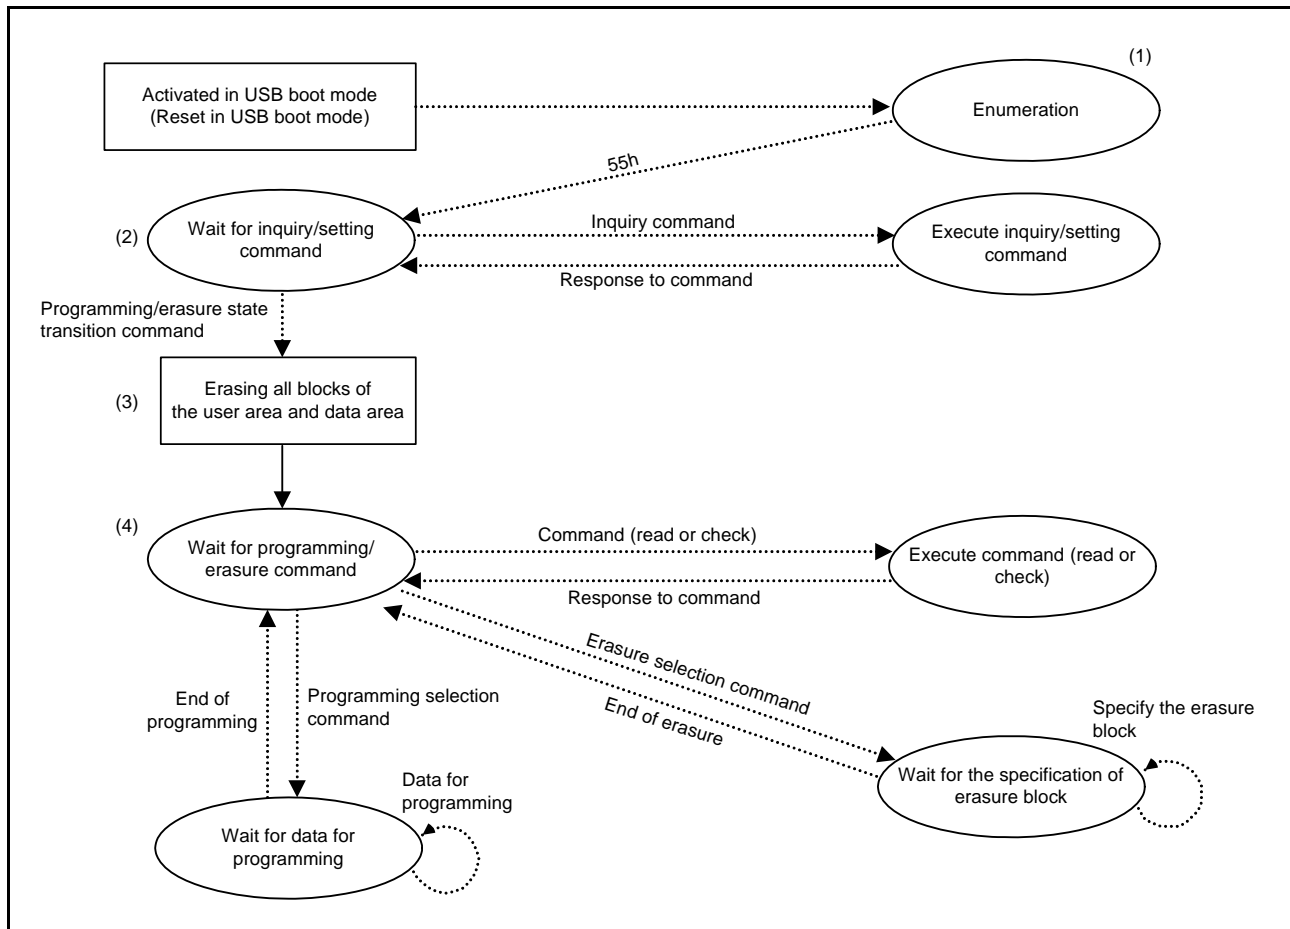 (1)
Activated in USB boot mode
(Reset in USB boot mode)
Enumeration
55h
(2)
Wait for inquiry/setting
command
Inquiry command
Response to command
Execute inquiry/setting
command
Programming/erasure state
transition command
(3)
Erasing all blocks of
the user area and data area
(4)
Wait for programming/
erasure command
Command (read or check)
Response to command
Execute command (read or
check)
Erasure selection command
End of erasure
End of
programming
Programming selection
command
Specify the erasure
block
Wait for the specification of
erasure block
Data for
programming
Wait for data for
programming